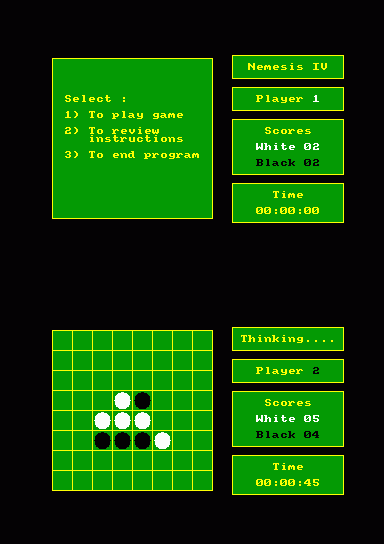 Nemesis IV
Select :
1) To play game
2) To review
instructions
3) To end program
Player 1
Scores
White 02
Black 02
Time
00:00:00
Thinking....
Player 2
Scores
White 05
Black 04
Time
00:00:45